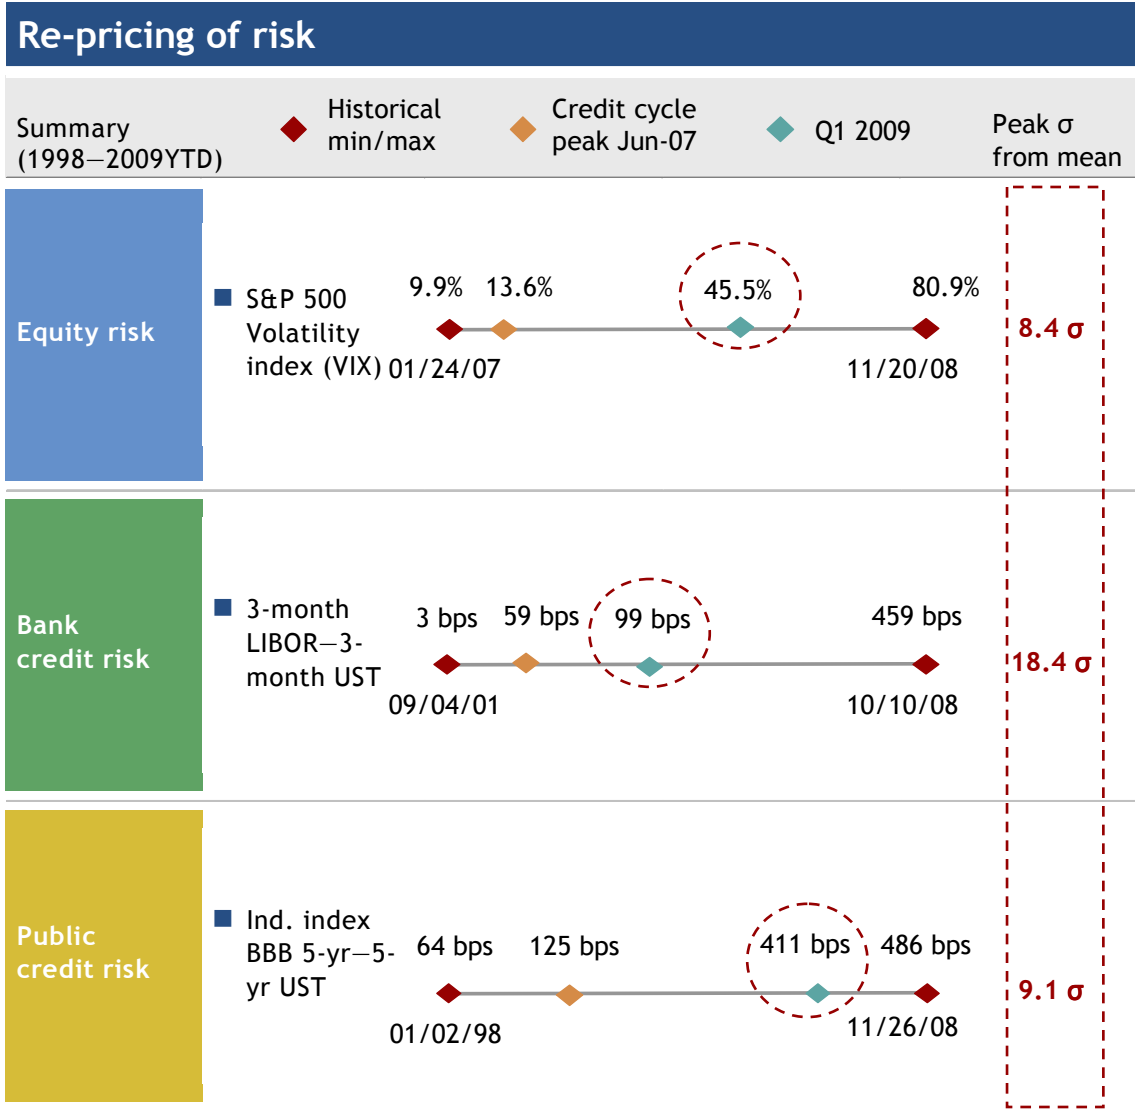 Re-pricing of risk
Summary
(1998—2009YTD)
Historical
min/max
Credit cycle
peak Jun-07
Q1 2009
Peak σ
from mean
Equity risk
S&P 500
Volatility
index (VIX)
9.9%
13.6%
45.5%
80.9%
01/24/07
11/20/08
8.4 σ
Bank
credit risk
3-month
LIBOR—3-
month UST
3 bps
59 bps
99 bps
459 bps
09/04/01
10/10/08
18.4 σ
Public
credit risk
Ind. index
BBB 5-yr—5-
yr UST
64 bps
125 bps
411 bps
486 bps
01/02/98
11/26/08
9.1 σ